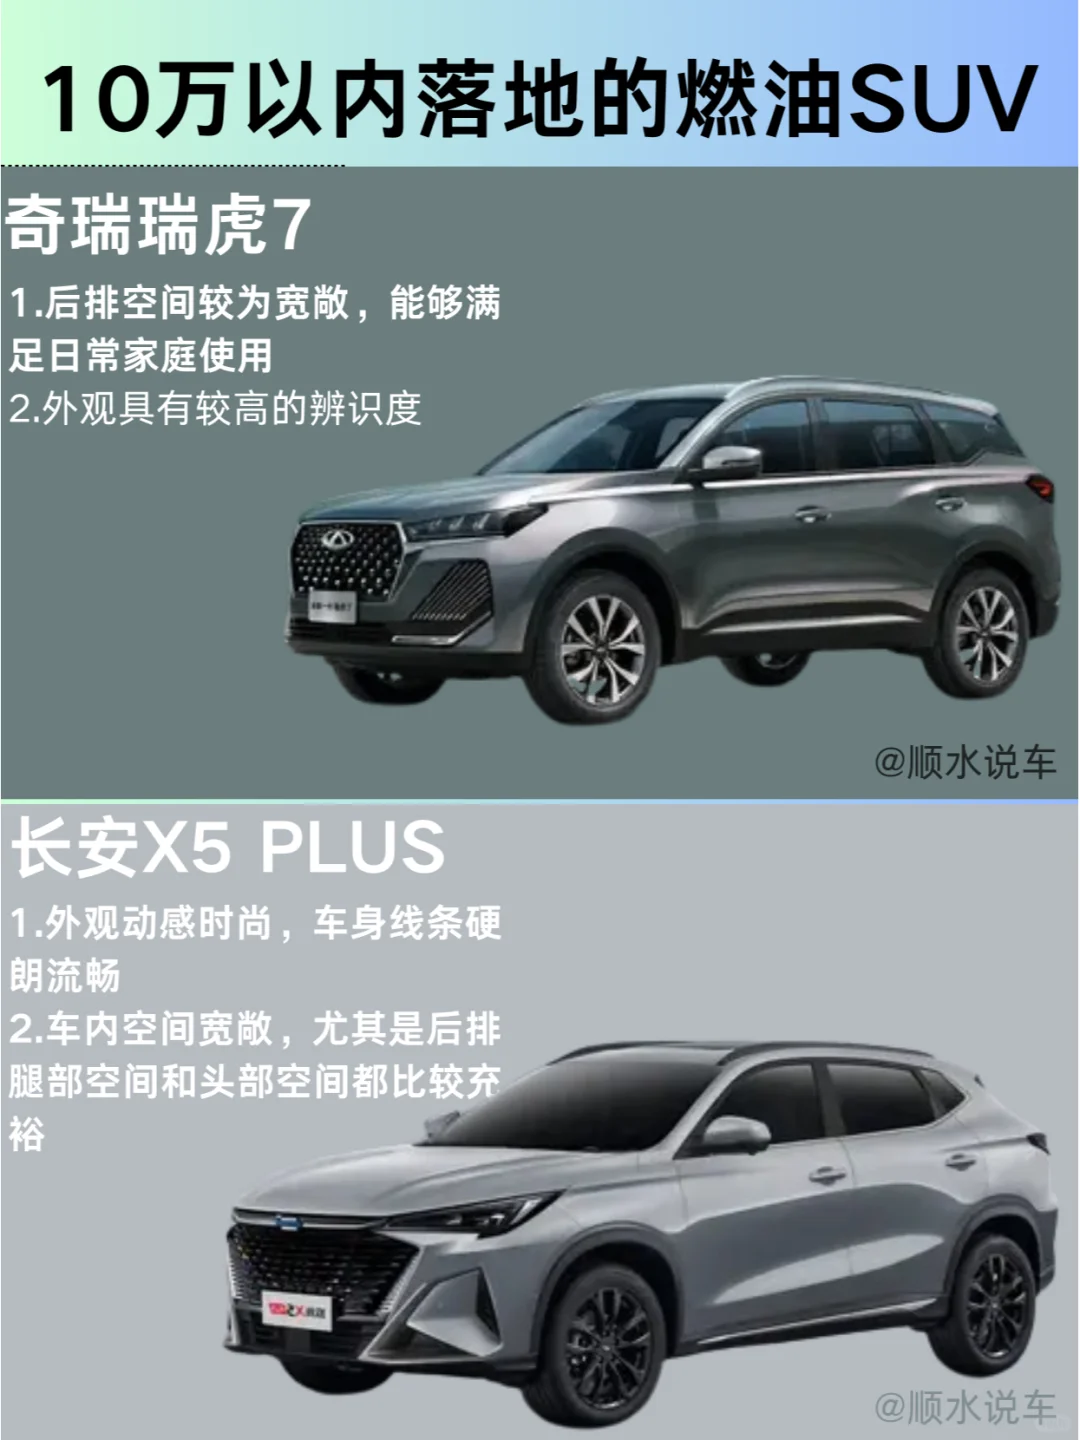 10万以内落地的燃油SUV
奇瑞瑞虎7
1.后排空间较为宽敞，能够满
足日常家庭使用
2.外观具有较高的辨识度
@顺水说车
长安X5 PLUS
1.外观动感时尚，车身线条硬
朗流畅
2.车内空间宽敞，尤其是后排
腿部空间和头部空间都比较充
裕
@顺水说车